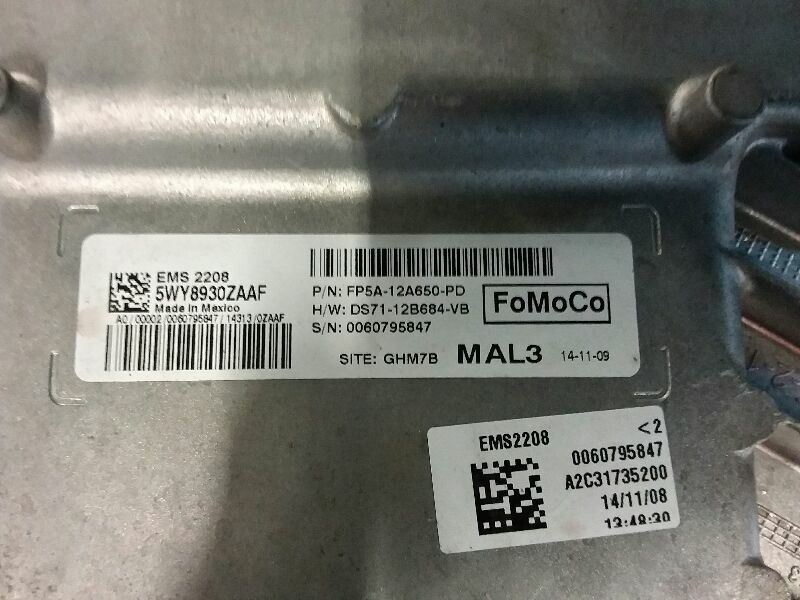 EMS 2208
5WY8930ZAAF
Made in Mexico
A0 / 00002 / 0060795847 / 14313 / 0ZAAF
P/N: FP5A-12A650-PD
H/W: DS71-12B684-VB
S/N: 0060795847
FoMoCo
SITE: GHM7B MAL3 14-11-09
EMS2208 <2
0060795847
A2C31735200
14/11/08
13:48:30